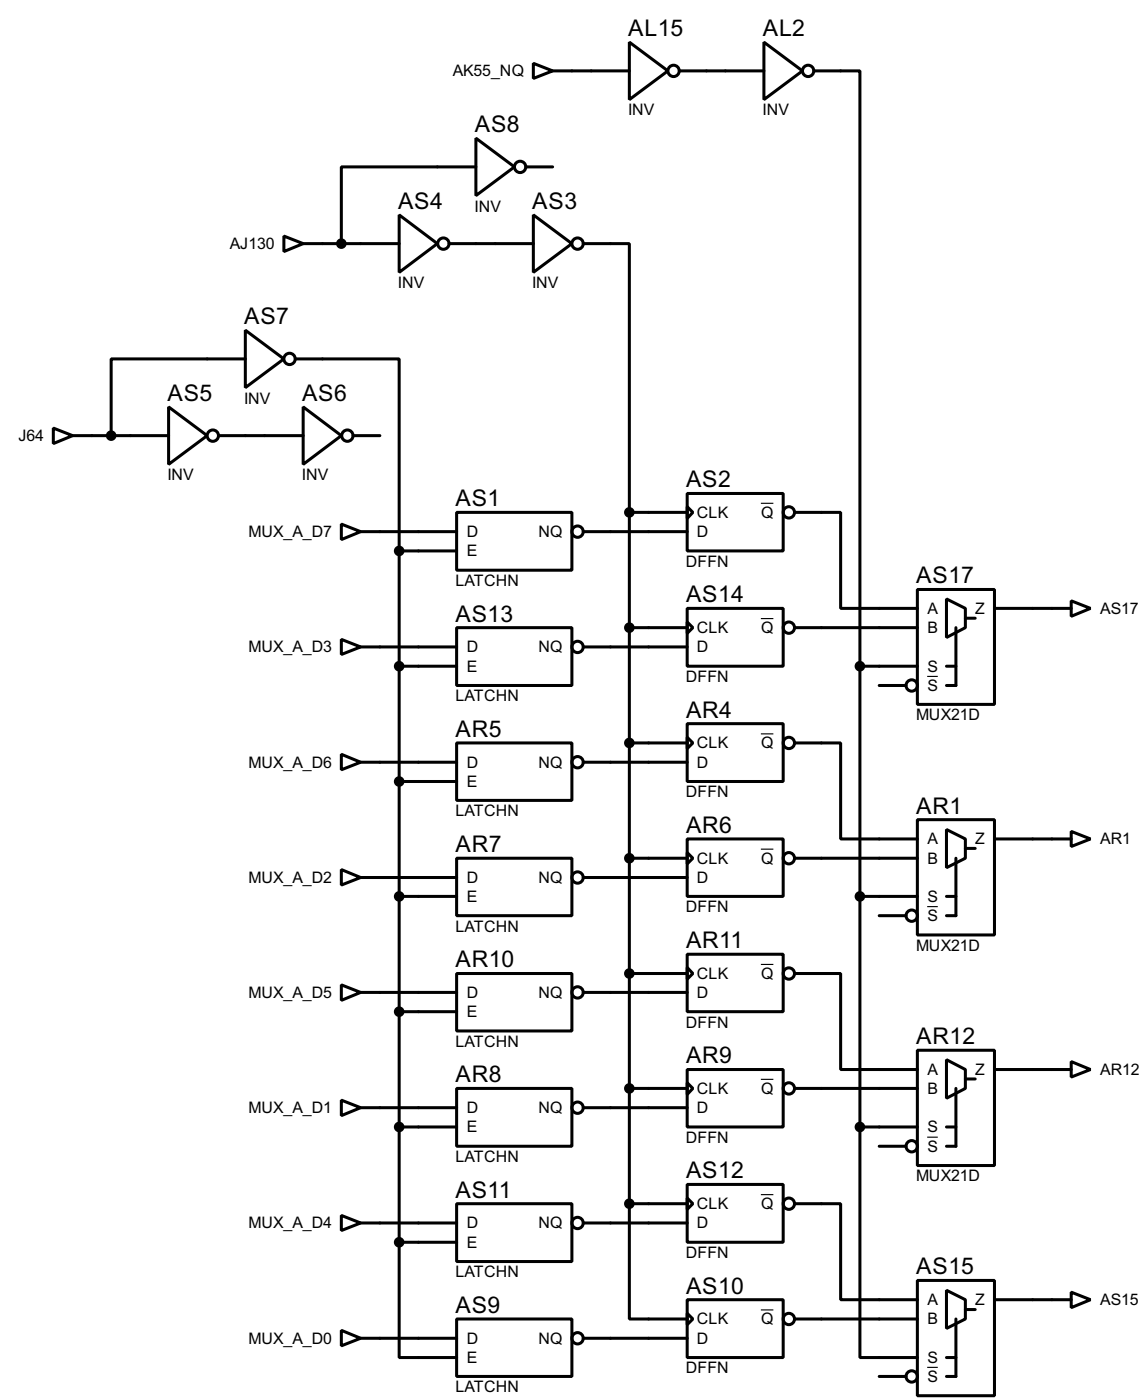 AL15 AL2
AK55_NQ
INV INV
AS8
INV
AS4 AS3
AJ130
INV INV
AS7
INV
AS5 AS6
J64
INV INV
AS2
CLK Q
D
DFFN
AS1
MUX_A_D7 D NQ
E
LATCHN
AS17
A Z AS17
B
S
S
MUX21D
AS14
CLK Q
D
DFFN
AS13
MUX_A_D3 D NQ
E
LATCHN
AR4
CLK Q
D
DFFN
AR5
MUX_A_D6 D NQ
E
LATCHN
AR1
A Z AR1
B
S
S
MUX21D
AR6
CLK Q
D
DFFN
AR7
MUX_A_D2 D NQ
E
LATCHN
AR11
CLK Q
D
DFFN
AR10
MUX_A_D5 D NQ
E
LATCHN
AR12
A Z AR12
B
S
S
MUX21D
AR9
CLK Q
D
DFFN
AR8
MUX_A_D1 D NQ
E
LATCHN
AS12
CLK Q
D
DFFN
AS11
MUX_A_D4 D NQ
E
LATCHN
AS15
A Z AS15
B
S
S
AS10
CLK Q
D
DFFN
AS9
MUX_A_D0 D NQ
E
LATCHN